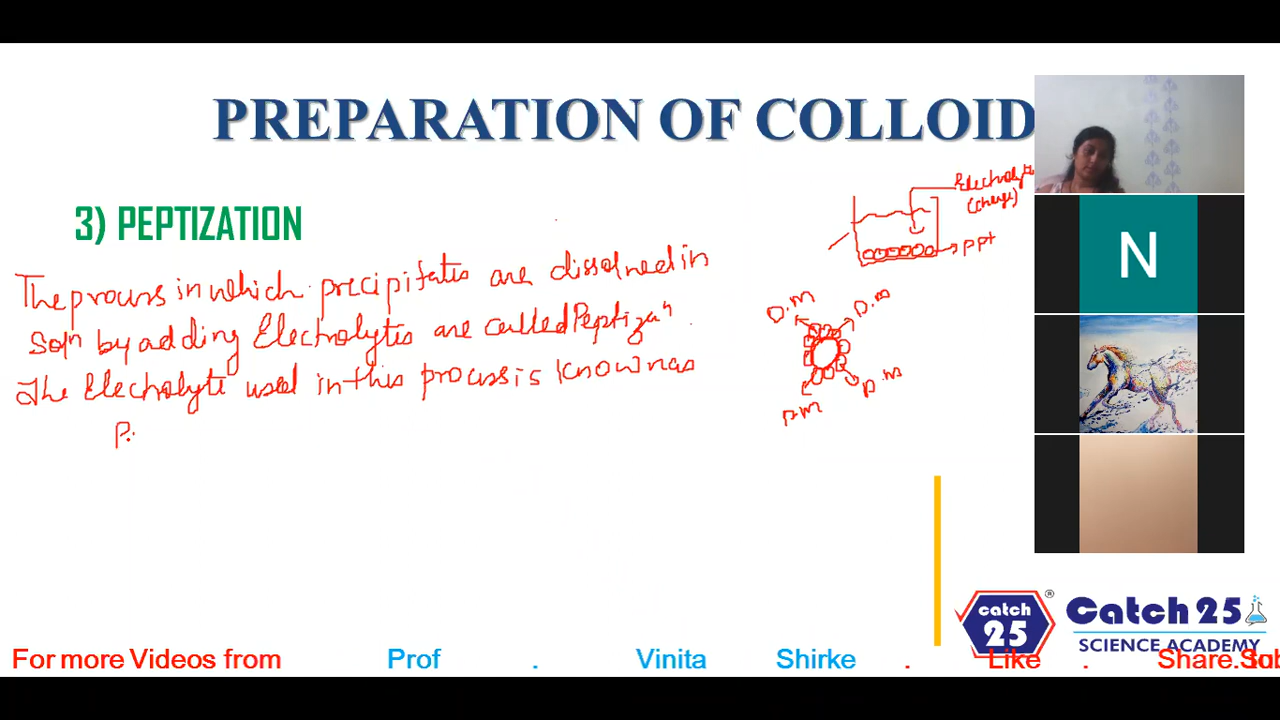 PREPARATION OF COLLOID
3) PEPTIZATION
The process in which precipitates are dissolved in
Solⁿ by adding Electrolytes are called Peptizaⁿ
The Electrolyte used in this process is known as
P.
Electrolyte
(charge)
ppt
D.M
D.M
D.M
D.M
N
catch
25
®
Catch 25
SCIENCE ACADEMY
For more Videos from Prof . Vinita Shirke . Like . Share.